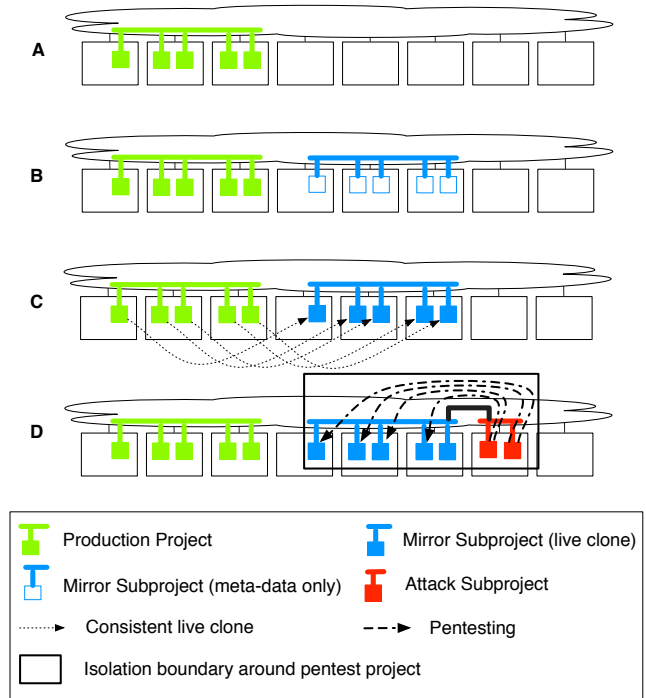 A
B
C
D
Production Project
Mirror Subproject (live clone)
Mirror Subproject (meta-data only)
Attack Subproject
Consistent live clone
Pentesting
Isolation boundary around pentest project